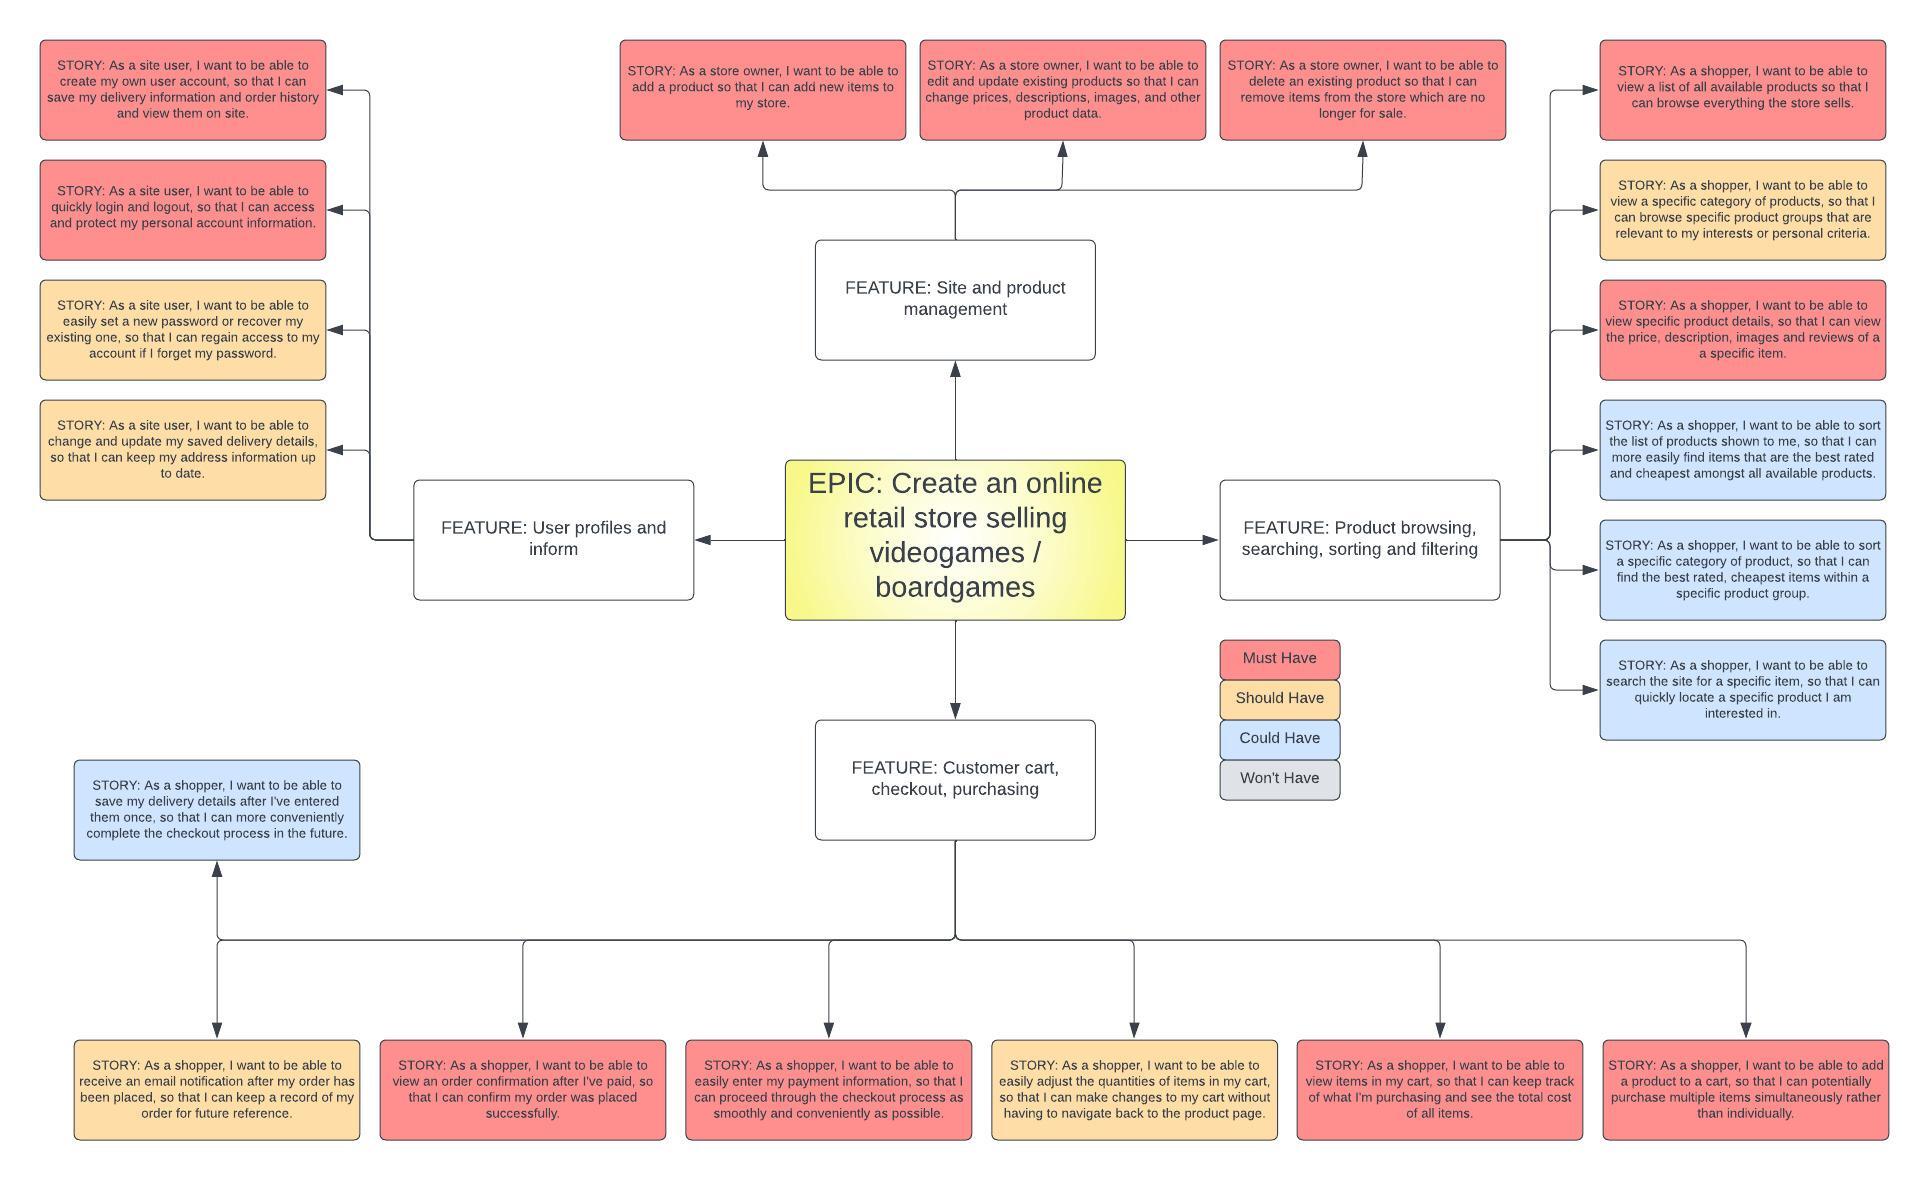 STORY: As a site user, I want to be able to
create my own user account, so that I can
save my delivery information and order history
and view them on site.
STORY: As a site user, I want to be able to
quickly login and logout, so that I can access
and protect my personal account information.
STORY: As a site user, I want to be able to
easily set a new password or recover my
existing one, so that I can regain access to my
account if I forget my password.
STORY: As a site user, I want to be able to
change and update my saved delivery details,
so that I can keep my address information up
to date.
STORY: As a store owner, I want to be able to
add a product so that I can add new items to
my store.
STORY: As a store owner, I want to be able to
edit and update existing products so that I can
change prices, descriptions, images, and other
product data.
STORY: As a store owner, I want to be able to
delete an existing product so that I can
remove items from the store which are no
longer for sale.
FEATURE: Site and product
management
STORY: As a shopper, I want to be able to
view a list of all available products so that I
can browse everything the store sells.
STORY: As a shopper, I want to be able to
view a specific category of products, so that I
can browse specific product groups that are
relevant to my interests or personal criteria.
STORY: As a shopper, I want to be able to
view specific product details, so that I can view
the price, description, images and reviews of a
a specific item.
STORY: As a shopper, I want to be able to sort
the list of products shown to me, so that I can
more easily find items that are the best rated
and cheapest amongst all available products.
STORY: As a shopper, I want to be able to sort
a specific category of product, so that I can
find the best rated, cheapest items within a
specific product group.
STORY: As a shopper, I want to be able to
search the site for a specific item, so that I can
quickly locate a specific product I am
interested in.
FEATURE: User profiles and
inform
EPIC: Create an online
retail store selling
videogames /
boardgames
FEATURE: Product browsing,
searching, sorting and filtering
Must Have
Should Have
Could Have
Won't Have
FEATURE: Customer cart,
checkout, purchasing
STORY: As a shopper, I want to be able to
save my delivery details after I've entered
them once, so that I can more conveniently
complete the checkout process in the future.
STORY: As a shopper, I want to be able to
receive an email notification after my order has
been placed, so that I can keep a record of my
order for future reference.
STORY: As a shopper, I want to be able to
view an order confirmation after I've paid, so
that I can confirm my order was placed
successfully.
STORY: As a shopper, I want to be able to
easily enter my payment information, so that I
can proceed through the checkout process as
smoothly and conveniently as possible.
STORY: As a shopper, I want to be able to
easily adjust the quantities of items in my cart,
so that I can make changes to my cart without
having to navigate back to the product page.
STORY: As a shopper, I want to be able to
view items in my cart, so that I can keep track
of what I'm purchasing and see the total cost
of all items.
STORY: As a shopper, I want to be able to add
a product to a cart, so that I can potentially
purchase multiple items simultaneously rather
than individually.